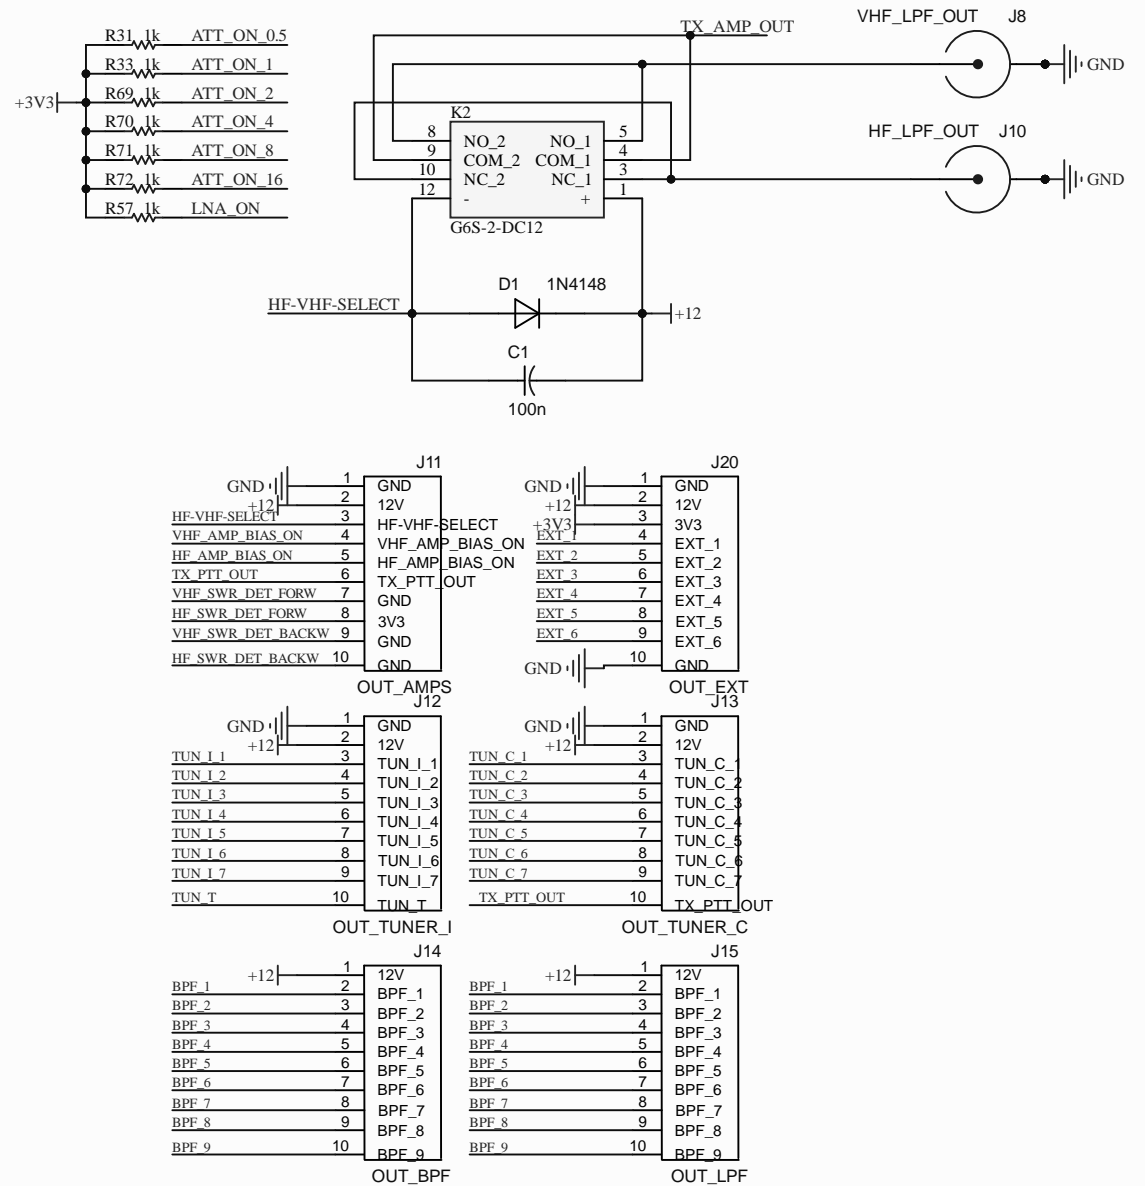 TX_AMP_OUT
VHF_LPF_OUT J8
GND
HF_LPF_OUT J10
GND
+3V3
R31 1k ATT_ON_0.5
R33 1k ATT_ON_1
R69 1k ATT_ON_2
R70 1k ATT_ON_4
R71 1k ATT_ON_8
R72 1k ATT_ON_16
R57 1k LNA_ON
K2
8 NO_2 NO_1 5
9 COM_2 COM_1 4
10 NC_2 NC_1 3
12 - + 1
G6S-2-DC12
D1 1N4148
HF-VHF-SELECT
+12
C1
100n
J11
GND 1 GND
+12 2 12V
HF-VHF-SELECT 3 HF-VHF-SELECT
VHF_AMP_BIAS_ON 4 VHF_AMP_BIAS_ON
HF_AMP_BIAS_ON 5 HF_AMP_BIAS_ON
TX_PTT_OUT 6 TX_PTT_OUT
VHF_SWR_DET_FORW 7 GND
HF_SWR_DET_FORW 8 3V3
VHF_SWR_DET_BACKW 9 GND
HF_SWR_DET_BACKW 10 GND
OUT_AMPS
J20
GND 1 GND
+12 2 12V
+3V3 3 3V3
EXT_1 4 EXT_1
EXT_2 5 EXT_2
EXT_3 6 EXT_3
EXT_4 7 EXT_4
EXT_5 8 EXT_5
EXT_6 9 EXT_6
GND 10 GND
OUT_EXT
J12
GND 1 GND
+12 2 12V
TUN_I_1 3 TUN_I_1
TUN_I_2 4 TUN_I_2
TUN_I_3 5 TUN_I_3
TUN_I_4 6 TUN_I_4
TUN_I_5 7 TUN_I_5
TUN_I_6 8 TUN_I_6
TUN_I_7 9 TUN_I_7
TUN_T 10 TUN_T
OUT_TUNER_I
J13
GND 1 GND
+12 2 12V
TUN_C_1 3 TUN_C_1
TUN_C_2 4 TUN_C_2
TUN_C_3 5 TUN_C_3
TUN_C_4 6 TUN_C_4
TUN_C_5 7 TUN_C_5
TUN_C_6 8 TUN_C_6
TUN_C_7 9 TUN_C_7
TX_PTT_OUT 10 TX_PTT_OUT
OUT_TUNER_C
J14
+12 1 12V
BPF_1 2 BPF_1
BPF_2 3 BPF_2
BPF_3 4 BPF_3
BPF_4 5 BPF_4
BPF_5 6 BPF_5
BPF_6 7 BPF_6
BPF_7 8 BPF_7
BPF_8 9 BPF_8
BPF_9 10 BPF_9
OUT_BPF
J15
+12 1 12V
BPF_1 2 BPF_1
BPF_2 3 BPF_2
BPF_3 4 BPF_3
BPF_4 5 BPF_4
BPF_5 6 BPF_5
BPF_6 7 BPF_6
BPF_7 8 BPF_7
BPF_8 9 BPF_8
BPF_9 10 BPF_9
OUT_LPF